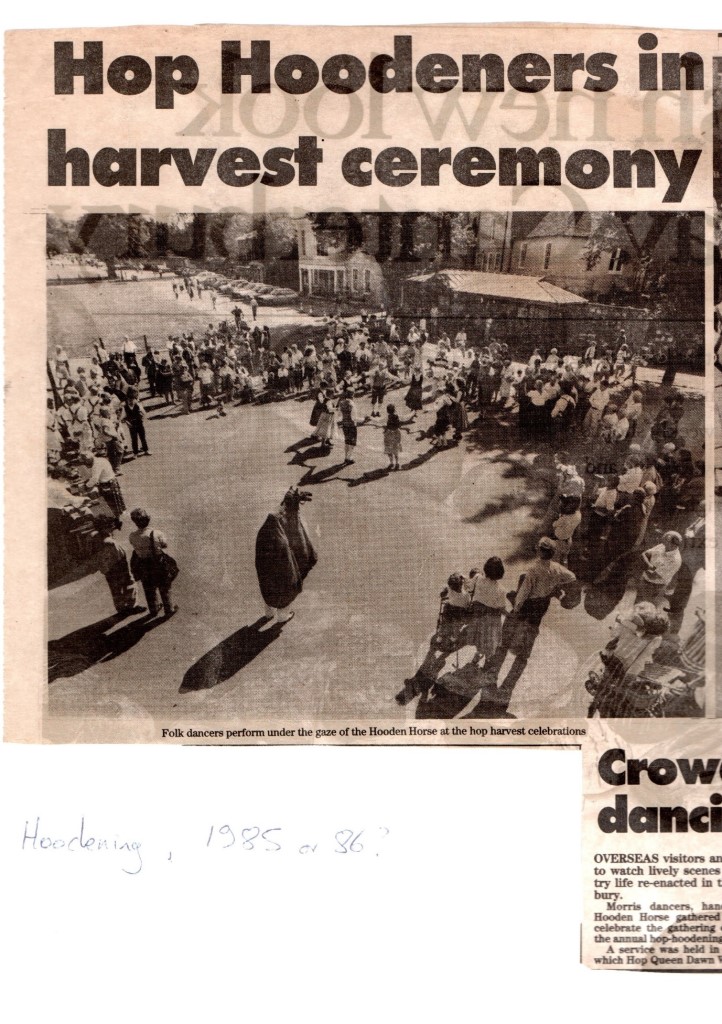 Hop Hoodeners in
harvest ceremony
Folk dancers perform under the gaze of the Hooden Horse at the hop harvest celebrations
Hoodening, 1985 or 86?
Crow
danci
OVERSEAS visitors an
to watch lively scenes
try life re-enacted in t
bury.
Morris dancers, han
Hooden Horse gathered
celebrate the gathering
the annual hop-hoodening
A service was held in
which Hop Queen Dawn W